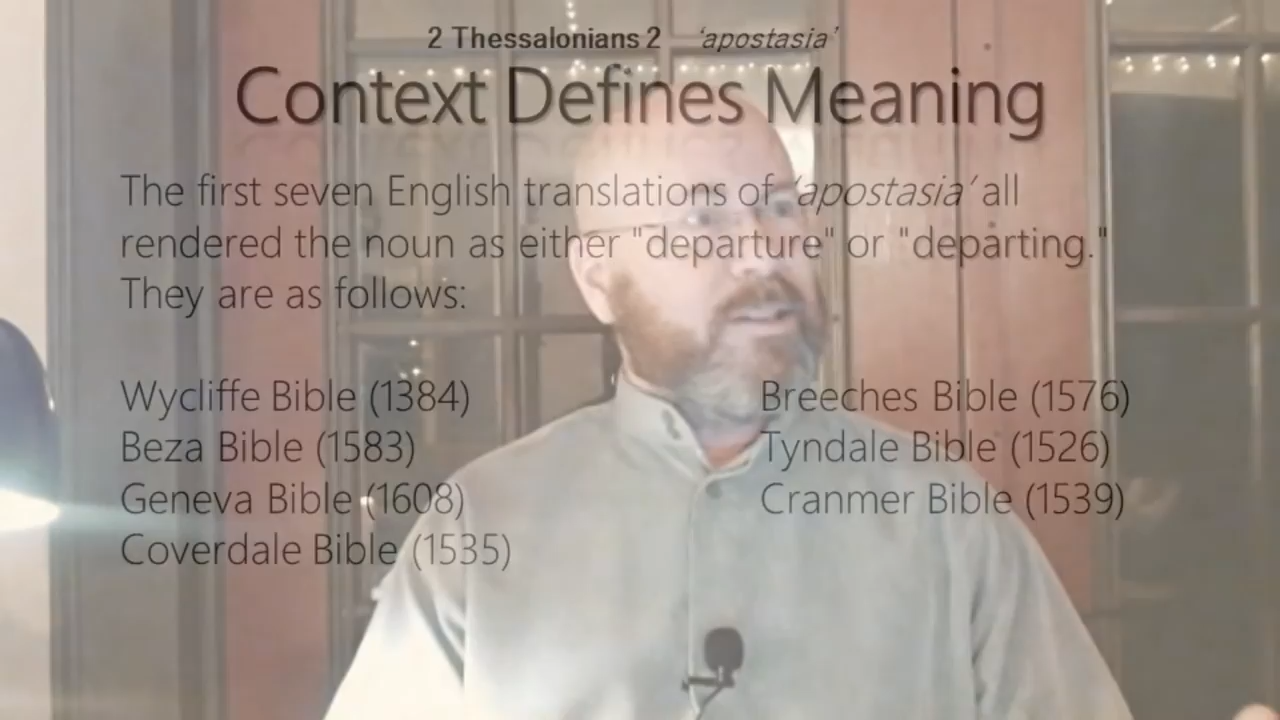 2 Thessalonians 2 'apostasia'
Context Defines Meaning
The first seven English translations of 'apostasia' all
rendered the noun as either "departure" or "departing."
They are as follows:
Wycliffe Bible (1384)
Beza Bible (1583)
Geneva Bible (1608)
Coverdale Bible (1535)
Breeches Bible (1576)
Tyndale Bible (1526)
Cranmer Bible (1539)